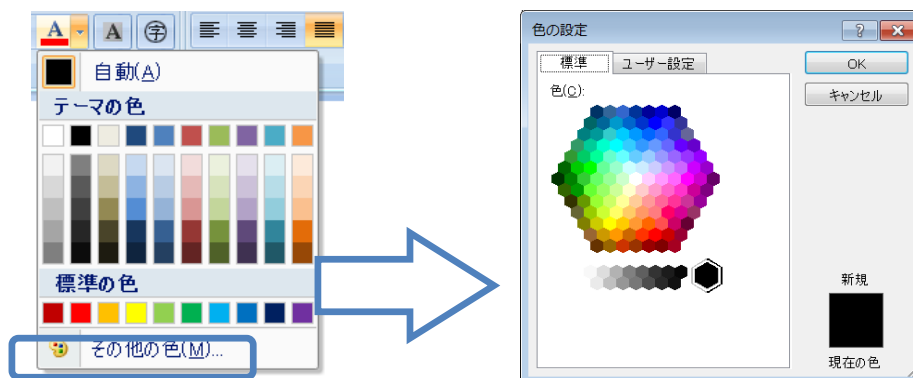 A A 字
自動(A)
テーマの色
標準の色
その他の色(M)...
色の設定
標準 ユーザー設定
OK
キャンセル
色(C):
新規
現在の色